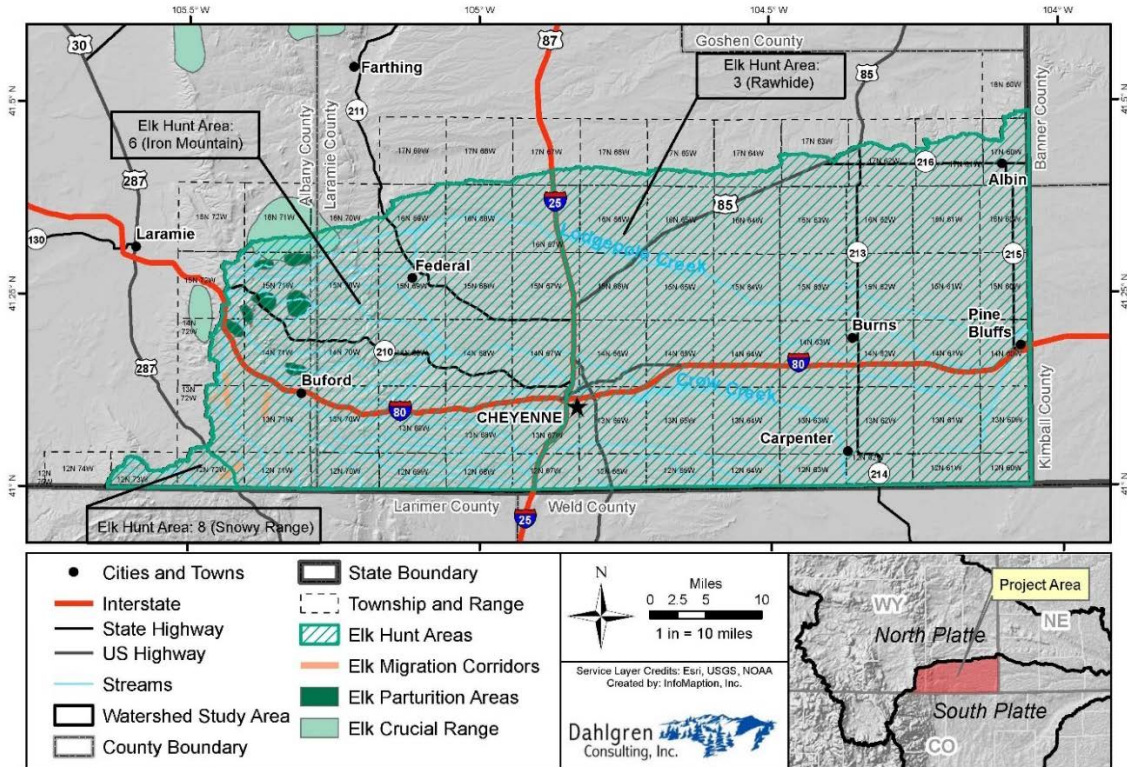 105.5° W
105° W
104.5° W
104° W
30
87
Goshen County
Farthing
Elk Hunt Area:
3 (Rawhide)
85
18N 60W
41.5° N
41.5° N
Elk Hunt Area:
6 (Iron Mountain)
211
Albany County
Laramie County
Banner County
17N 69W
17N 68W
17N 67W
17N 66W
17N 65W
17N 64W
17N 63W
17N 62W
216
17N 60W
Albin
287
25
85
16N 72W
16N 71W
16N 70W
16N 69W
16N 68W
16N 67W
16N 66W
16N 65W
16N 64W
16N 63W
16N 62W
16N 61W
16N 60W
130
Laramie
Lodgepole Creek
213
215
Federal
15N 72W
15N 71W
15N 70W
15N 69W
15N 68W
15N 67W
15N 66W
15N 65W
15N 64W
15N 63W
15N 62W
15N 61W
15N 60W
41.25° N
41.25° N
Burns
Pine
Bluffs
14N
72W
14N 71W
14N 70W
210
14N 68W
14N 67W
14N 66W
14N 65W
14N 64W
14N 63W
14N 62W
14N 61W
14N 60W
287
Buford
80
80
Crow Creek
CHEYENNE
13N
72W
13N 71W
13N 70W
13N 69W
13N 68W
13N 67W
13N 66W
13N 65W
13N 64W
13N 63W
13N 62W
13N 61W
13N 60W
Carpenter
Kimball County
12N 74W
12N 73W
12N 72W
12N 71W
12N 70W
12N 69W
12N 68W
12N 67W
12N 66W
12N 65W
12N 64W
12N 63W
12N 62W
12N 61W
12N 60W
214
41° N
41° N
Larimer County
Weld County
25
Elk Hunt Area: 8 (Snowy Range)
Cities and Towns
Interstate
State Highway
US Highway
Streams
Watershed Study Area
County Boundary
State Boundary
Township and Range
Elk Hunt Areas
Elk Migration Corridors
Elk Parturition Areas
Elk Crucial Range
N
Miles
0 2.5 5 10
1 in = 10 miles
Service Layer Credits: Esri, USGS, NOAA
Created by: InfoMaption, Inc.
Dahlgren
Consulting, Inc.
Project Area
WY
NE
North Platte
South Platte
CO